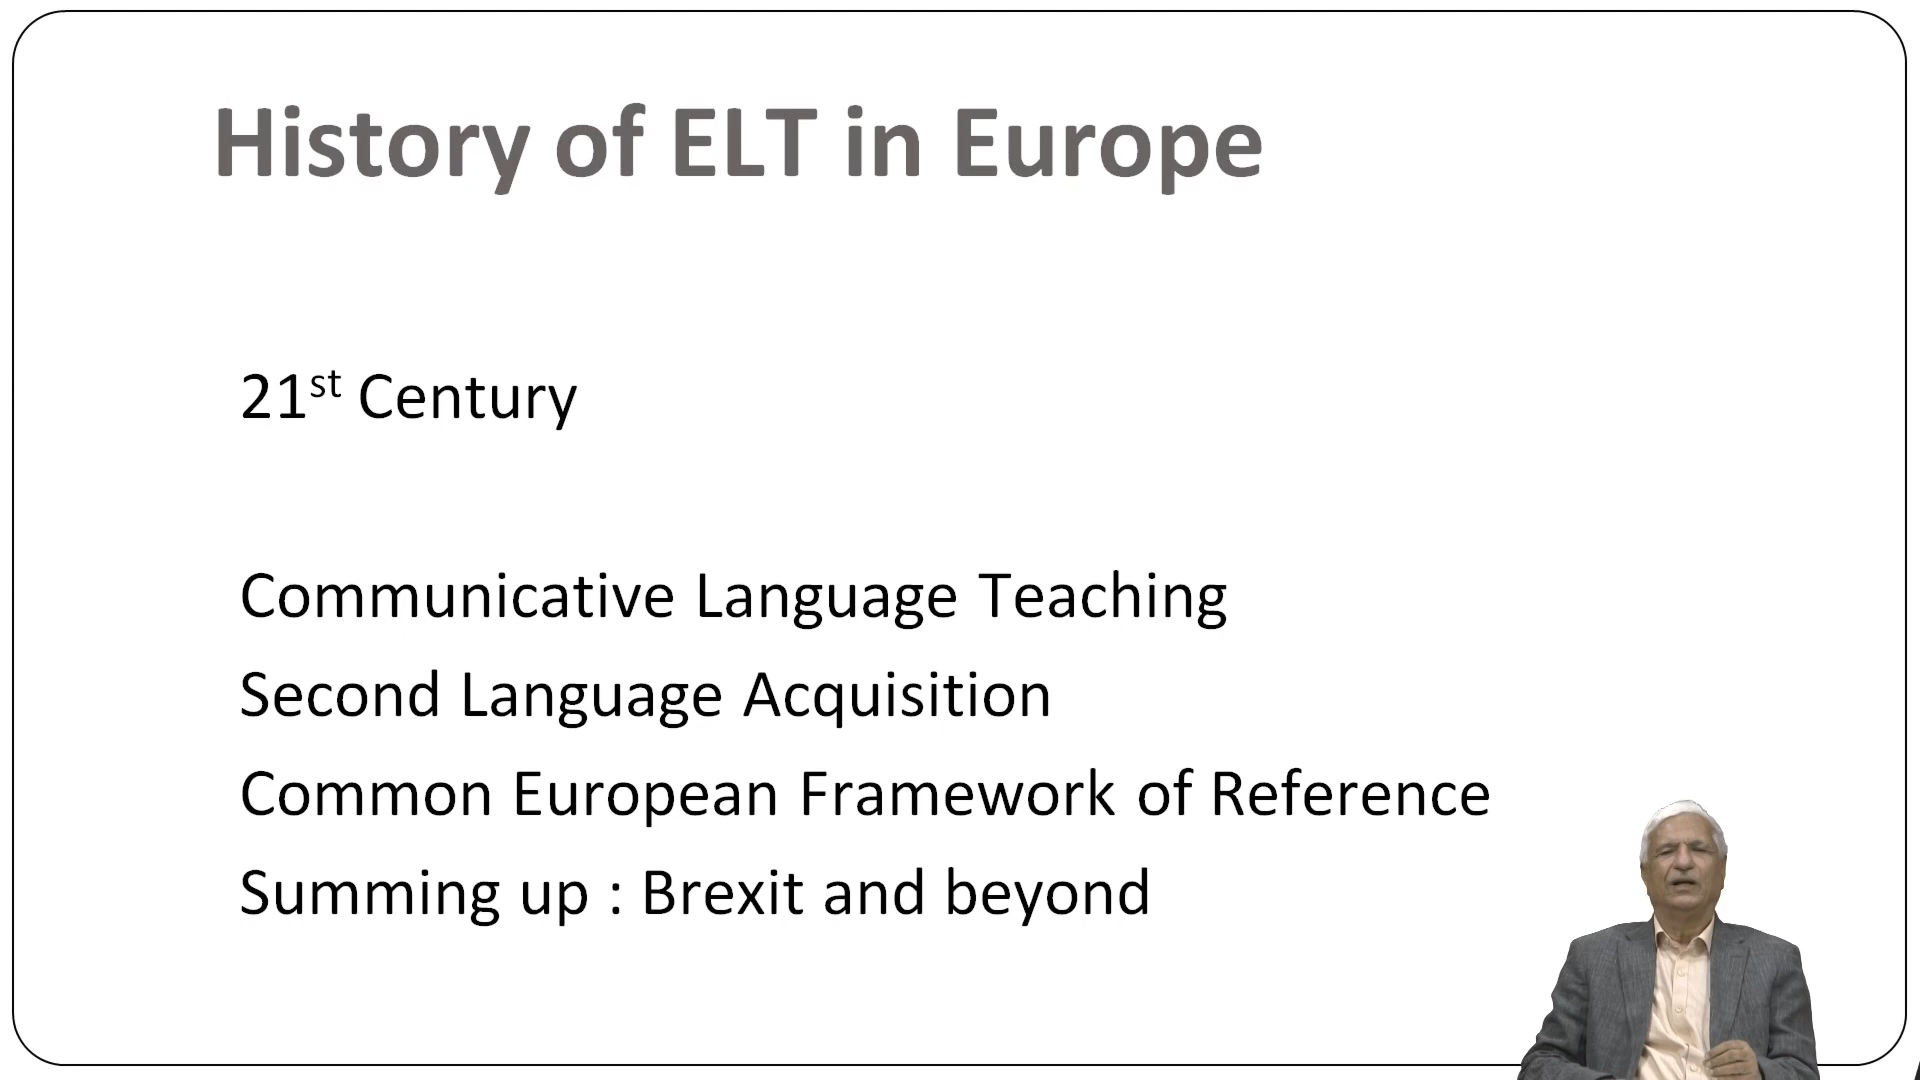 History of ELT in Europe
21st Century
Communicative Language Teaching
Second Language Acquisition
Common European Framework of Reference
Summing up : Brexit and beyond